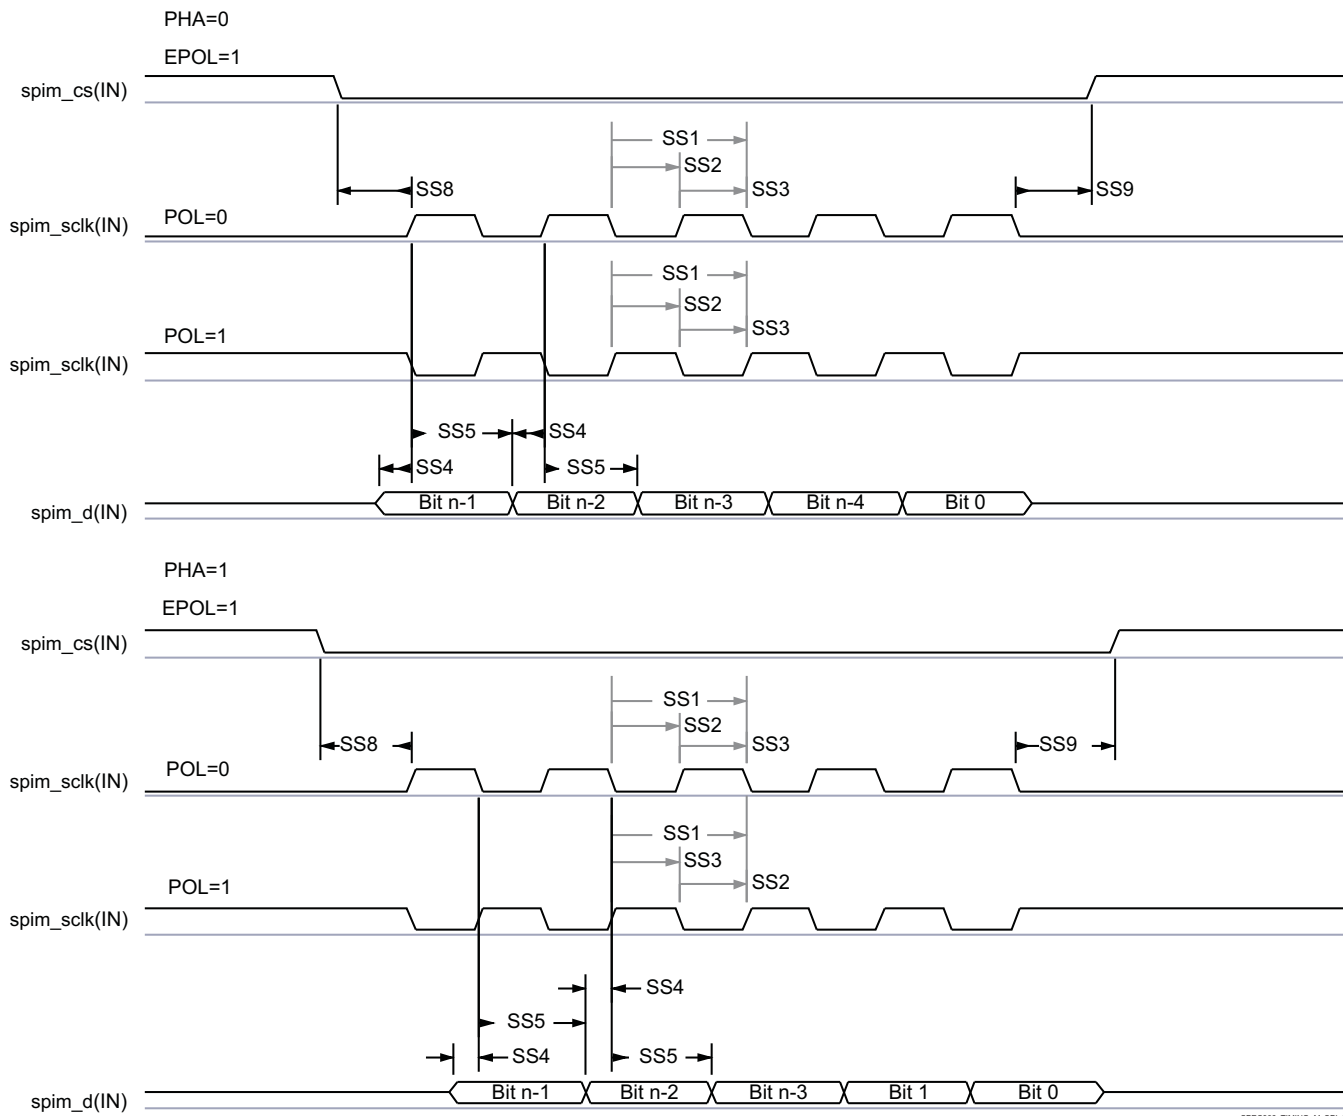 PHA=0
EPOL=1
spim_cs(IN)
SS1
SS2
SS8
SS3
SS9
POL=0
spim_sclk(IN)
SS1
SS2
SS3
POL=1
spim_sclk(IN)
SS5
SS4
SS4
SS5
Bit n-1
Bit n-2
Bit n-3
Bit n-4
Bit 0
spim_d(IN)
PHA=1
EPOL=1
spim_cs(IN)
SS1
SS2
SS8
SS3
SS9
POL=0
spim_sclk(IN)
SS1
SS3
SS2
POL=1
spim_sclk(IN)
SS4
SS5
SS4
SS5
Bit n-1
Bit n-2
Bit n-3
Bit 1
Bit 0
spim_d(IN)